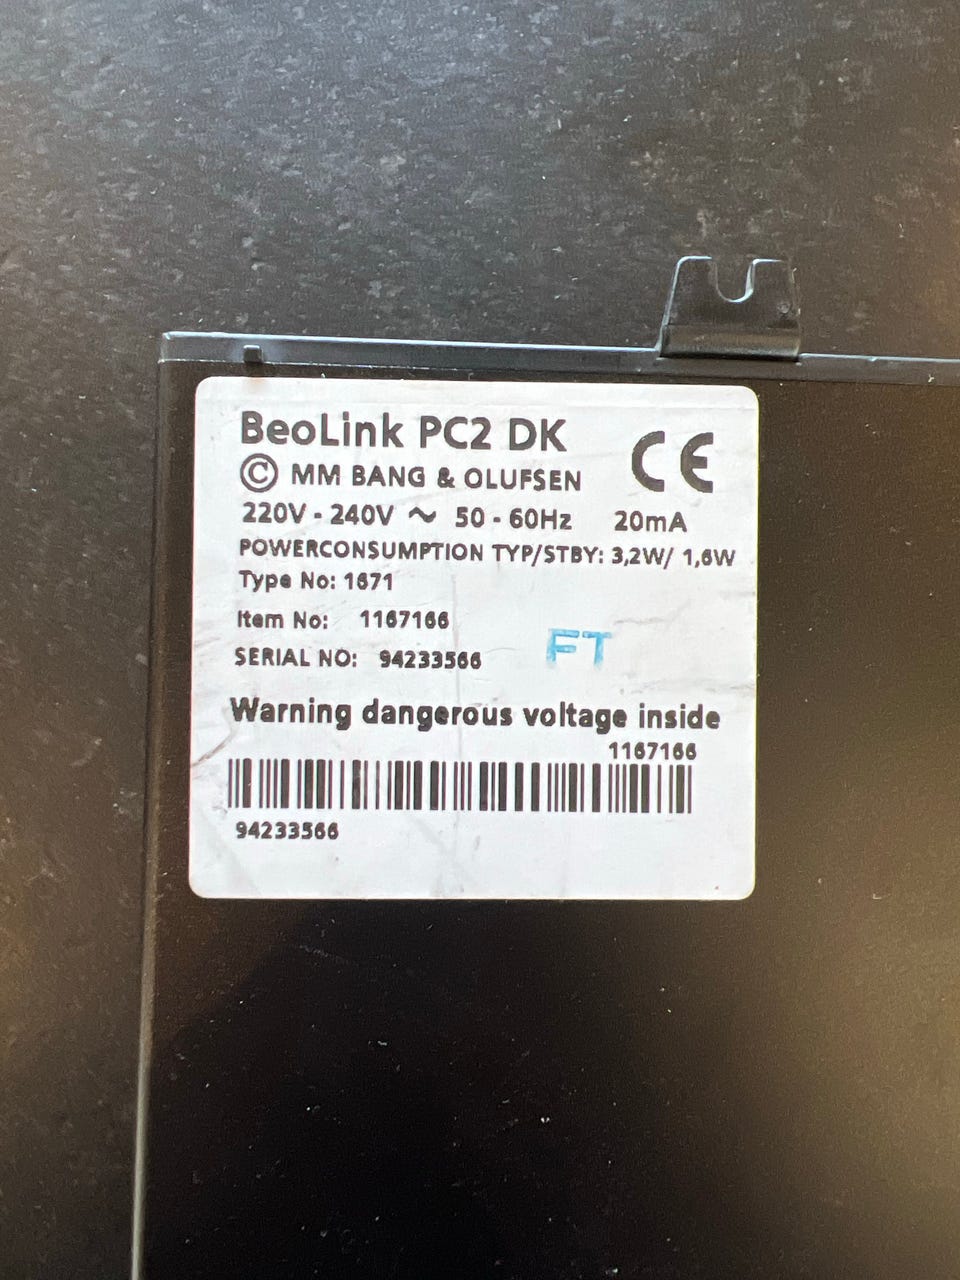 BeoLink PC2 DK
© MM BANG & OLUFSEN
CE
220V - 240V ~ 50 - 60Hz 20mA
POWERCONSUMPTION TYP/STBY: 3,2W/ 1,6W
Type No: 1671
Item No: 1167166
FT
SERIAL NO: 94233566
Warning dangerous voltage inside
1167166
94233566